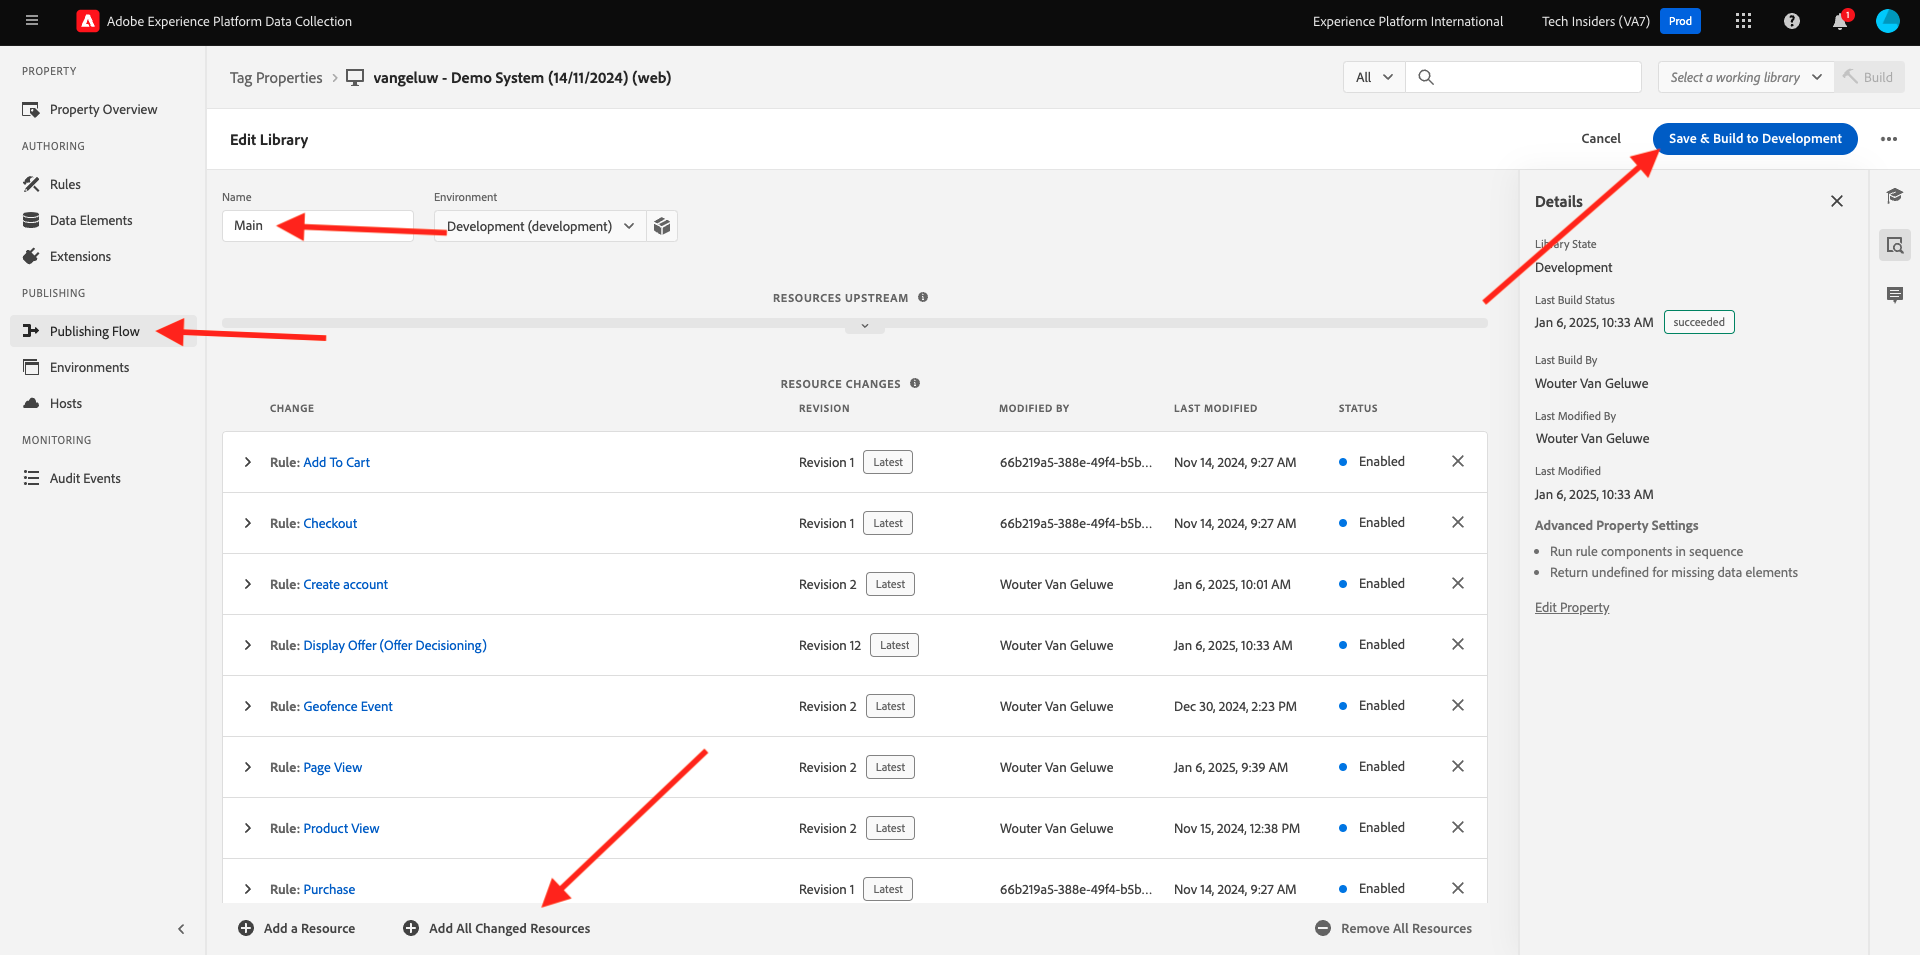 Adobe Experience Platform Data Collection
Experience Platform International
Tech Insiders (VA7)
Prod
1
PROPERTY
Property Overview
AUTHORING
Rules
Data Elements
Extensions
PUBLISHING
Publishing Flow
Environments
Hosts
MONITORING
Audit Events
Tag Properties
vangeluw - Demo System (14/11/2024) (web)
All
Select a working library
Build
Edit Library
Cancel
Save & Build to Development
Name
Environment
Main
Development (development)
RESOURCES UPSTREAM
RESOURCE CHANGES
CHANGE REVISION MODIFIED BY LAST MODIFIED STATUS
Rule: Add To Cart Revision 1 Latest 66b219a5-388e-49f4-b5b... Nov 14, 2024, 9:27 AM Enabled
Rule: Checkout Revision 1 Latest 66b219a5-388e-49f4-b5b... Nov 14, 2024, 9:27 AM Enabled
Rule: Create account Revision 2 Latest Wouter Van Geluwe Jan 6, 2025, 10:01 AM Enabled
Rule: Display Offer (Offer Decisioning) Revision 12 Latest Wouter Van Geluwe Jan 6, 2025, 10:33 AM Enabled
Rule: Geofence Event Revision 2 Latest Wouter Van Geluwe Dec 30, 2024, 2:23 PM Enabled
Rule: Page View Revision 2 Latest Wouter Van Geluwe Jan 6, 2025, 9:39 AM Enabled
Rule: Product View Revision 2 Latest Wouter Van Geluwe Nov 15, 2024, 12:38 PM Enabled
Rule: Purchase Revision 1 Latest 66b219a5-388e-49f4-b5b... Nov 14, 2024, 9:27 AM Enabled
Add a Resource
Add All Changed Resources
Remove All Resources
Details
Library State
Development
Last Build Status
Jan 6, 2025, 10:33 AM succeeded
Last Build By
Wouter Van Geluwe
Last Modified By
Wouter Van Geluwe
Last Modified
Jan 6, 2025, 10:33 AM
Advanced Property Settings
Run rule components in sequence
Return undefined for missing data elements
Edit Property